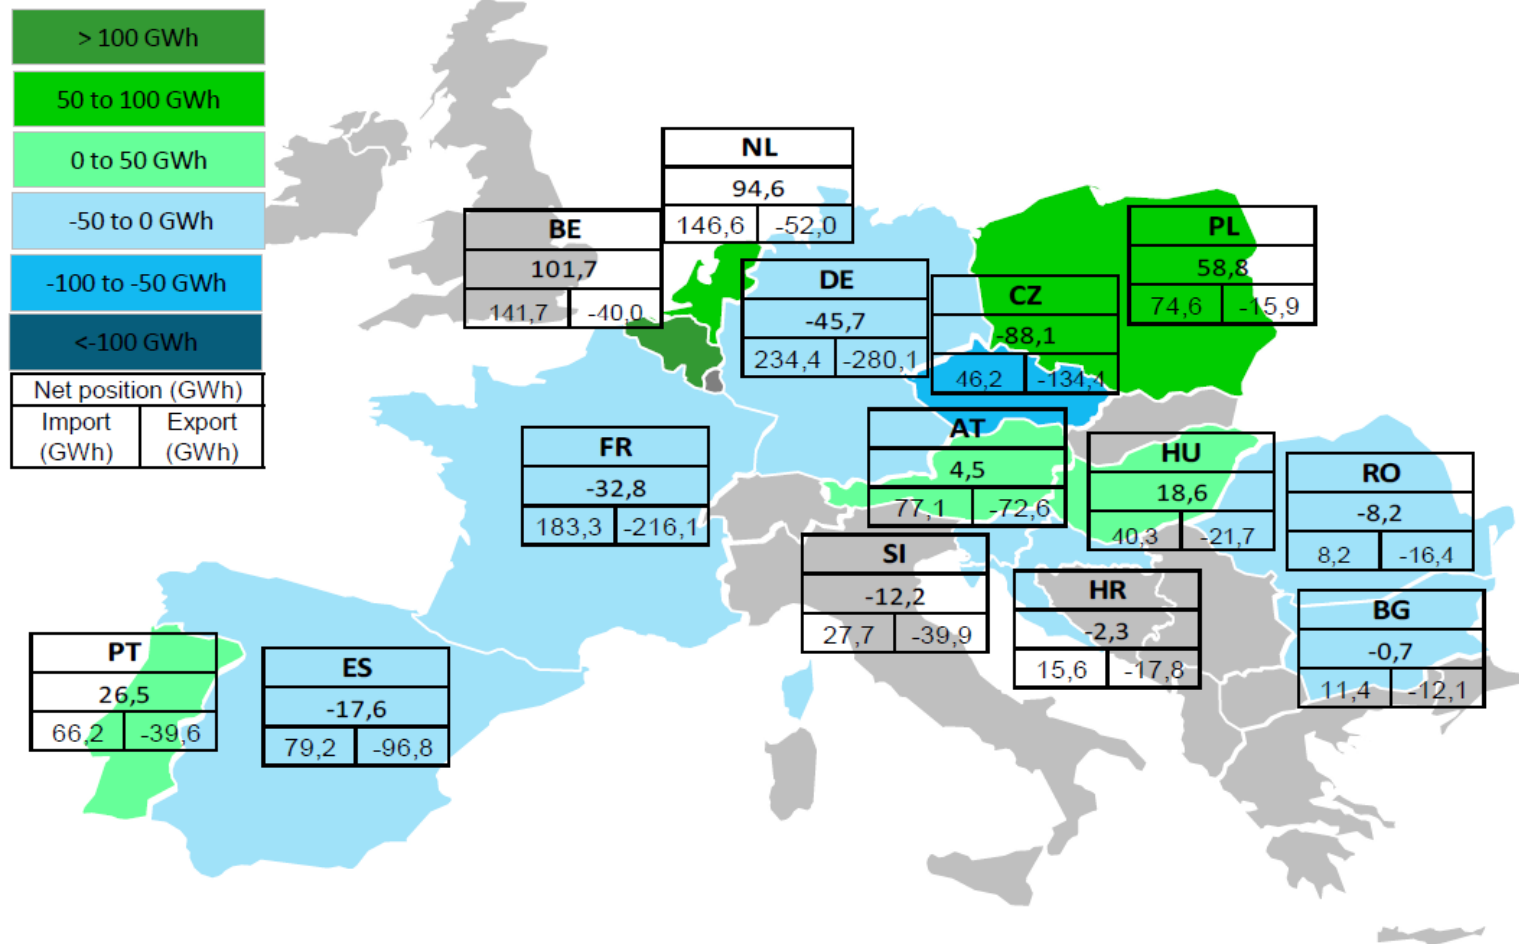 > 100 GWh
50 to 100 GWh
0 to 50 GWh
-50 to 0 GWh
-100 to -50 GWh
<-100 GWh
Net position (GWh)
Import (GWh)
Export (GWh)
NL
94,6
146,6 -52,0
BE
101,7
141,7 -40,0
PL
58,8
74,6 -15,9
DE
-45,7
234,4 -280,1
CZ
-88,1
46,2 -134,4
AT
4,5
77,1 -72,6
FR
-32,8
183,3 -216,1
HU
18,6
40,3 -21,7
RO
-8,2
8,2 -16,4
SI
-12,2
27,7 -39,9
HR
-2,3
15,6 -17,8
BG
-0,7
11,4 -12,1
PT
26,5
66,2 -39,6
ES
-17,6
79,2 -96,8